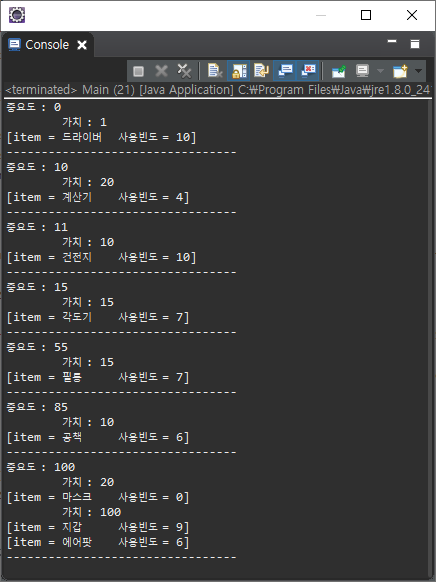 Console
<terminated> Main (21) [Java Application] C:₩Program Files₩Java₩jre1.8.0_24
중요도 : 0
가치 : 1
[item = 드라이버 사용빈도 = 10]
----------------------------------
중요도 : 10
가치 : 20
[item = 계산기 사용빈도 = 4]
----------------------------------
중요도 : 11
가치 : 10
[item = 건전지 사용빈도 = 10]
----------------------------------
중요도 : 15
가치 : 15
[item = 각도기 사용빈도 = 7]
----------------------------------
중요도 : 55
가치 : 15
[item = 필통 사용빈도 = 7]
----------------------------------
중요도 : 85
가치 : 10
[item = 공책 사용빈도 = 6]
----------------------------------
중요도 : 100
가치 : 20
[item = 마스크 사용빈도 = 0]
가치 : 100
[item = 지갑 사용빈도 = 9]
[item = 에어팟 사용빈도 = 6]
----------------------------------